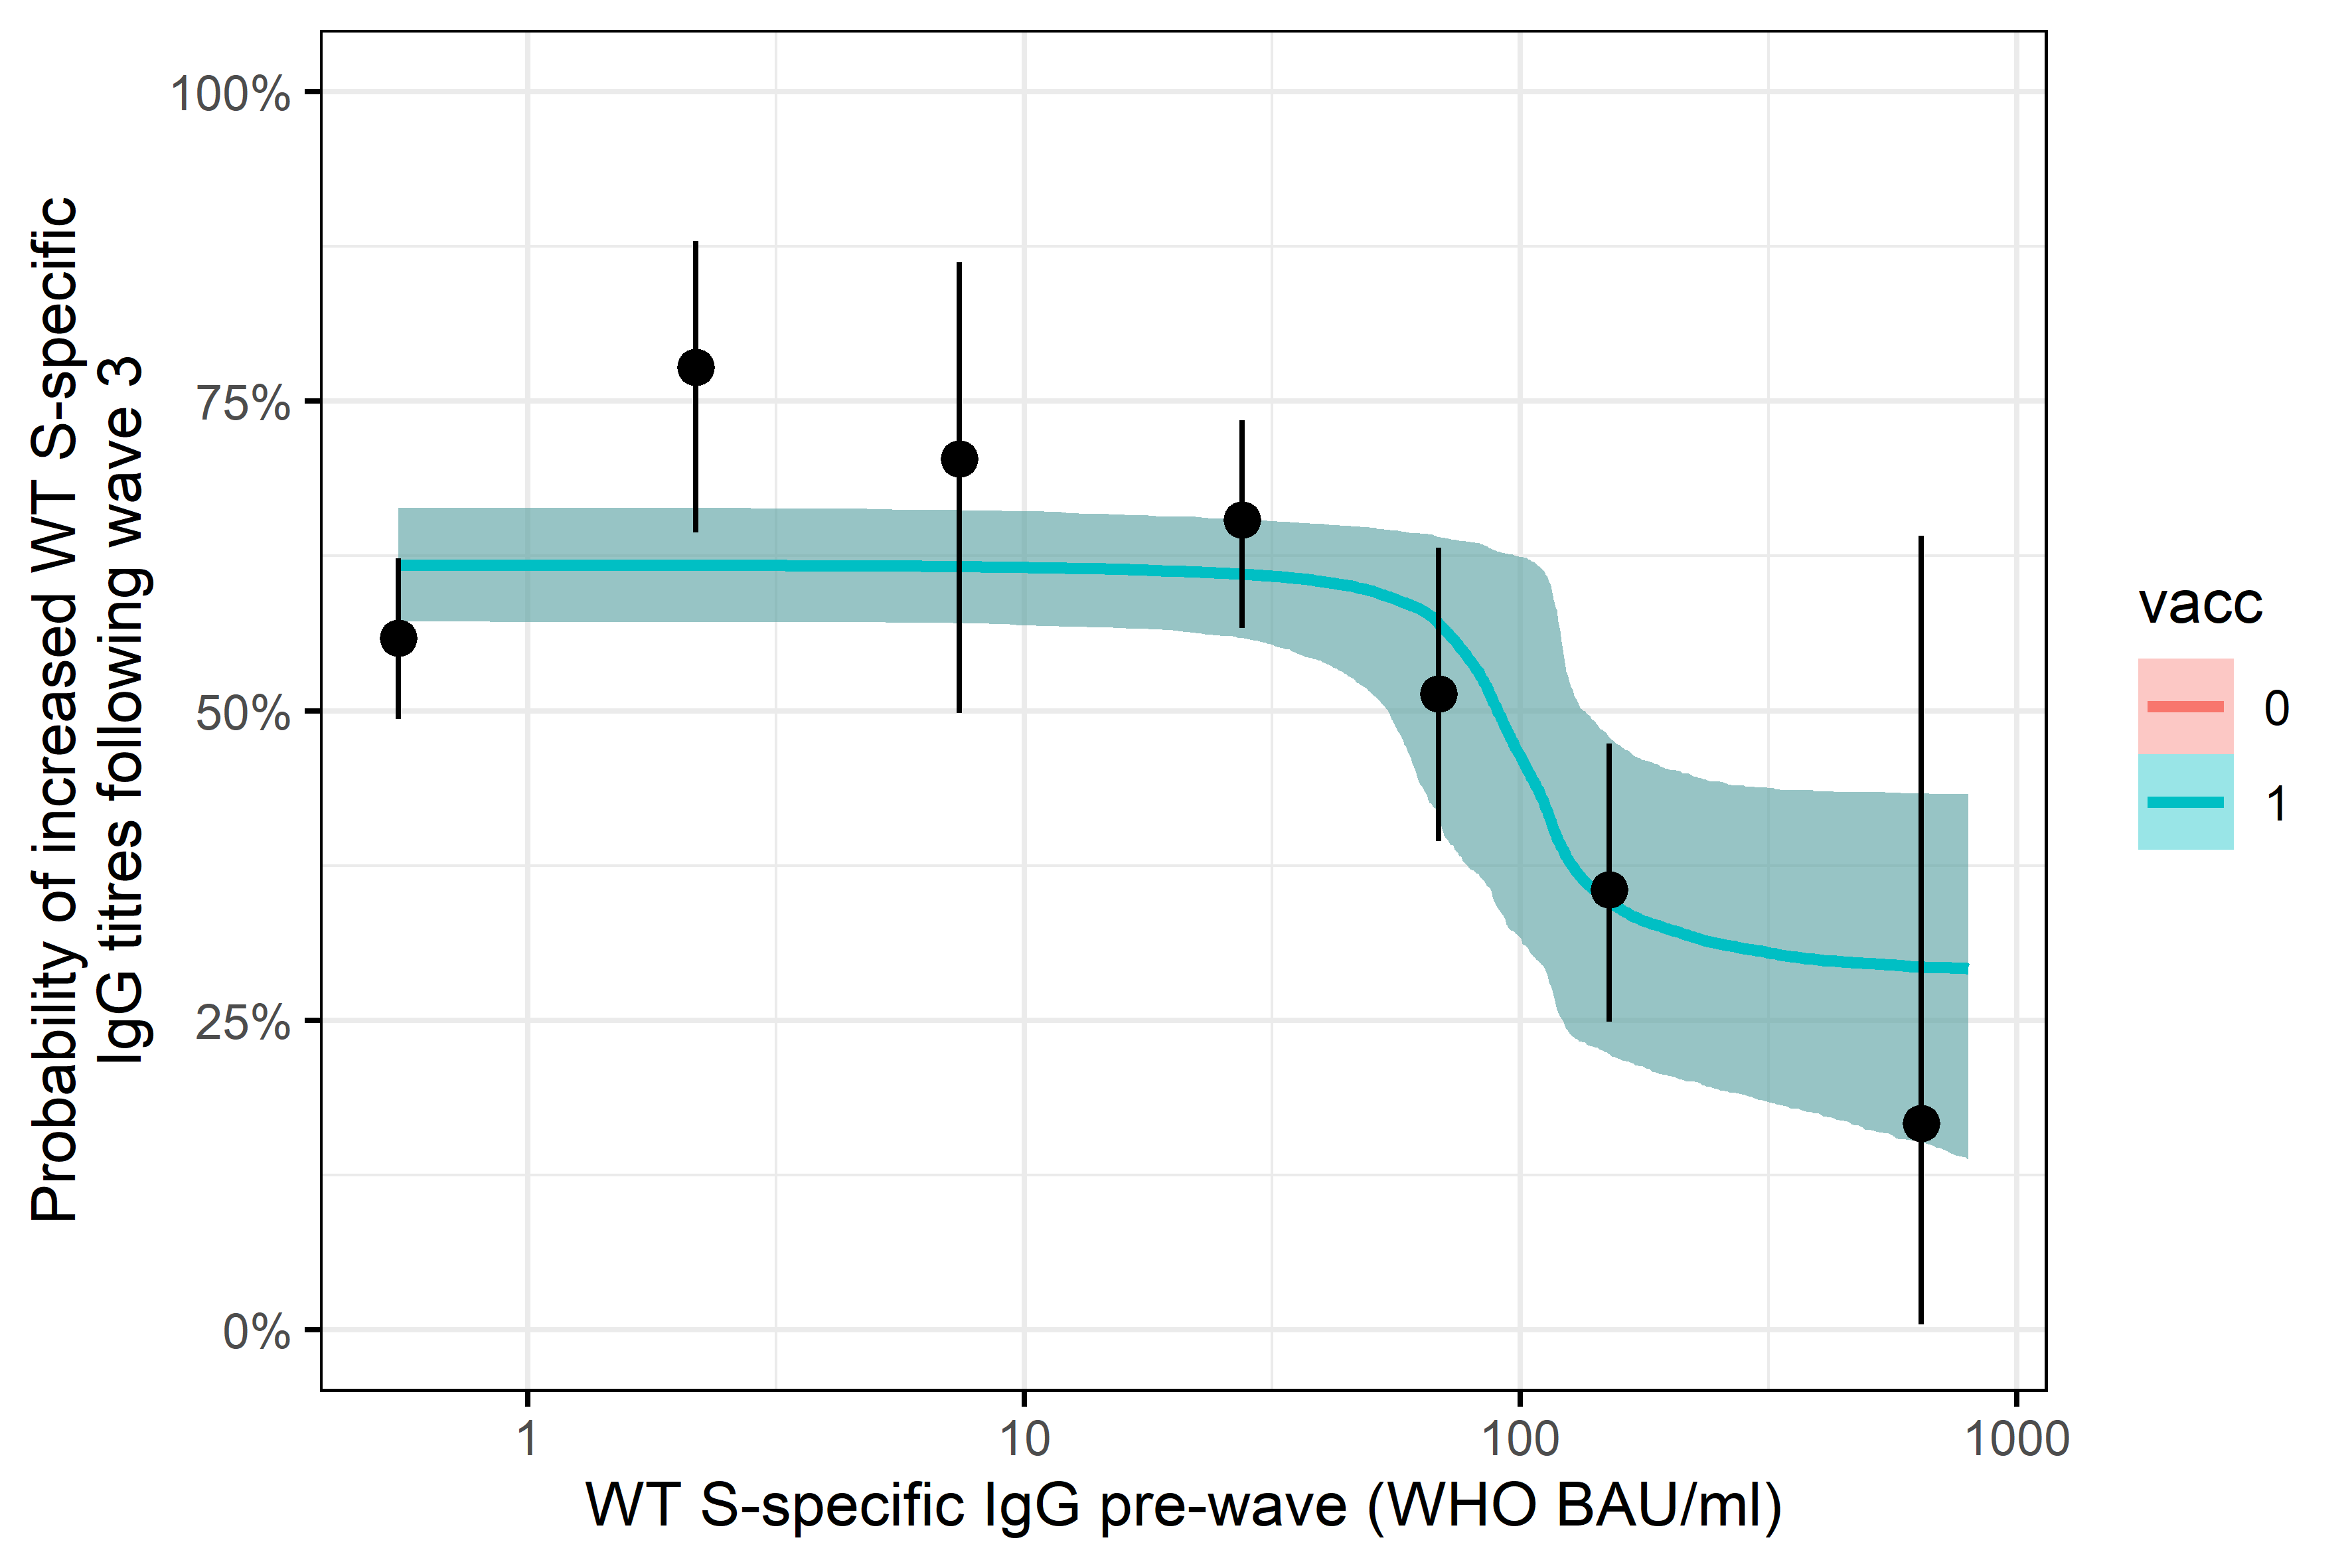 Probability of increased WT S-specific
IgG titres following wave 3
100%
75%
50%
25%
0%
1
10
100
1000
WT S-specific IgG pre-wave (WHO BAU/ml)
vacc
0
1